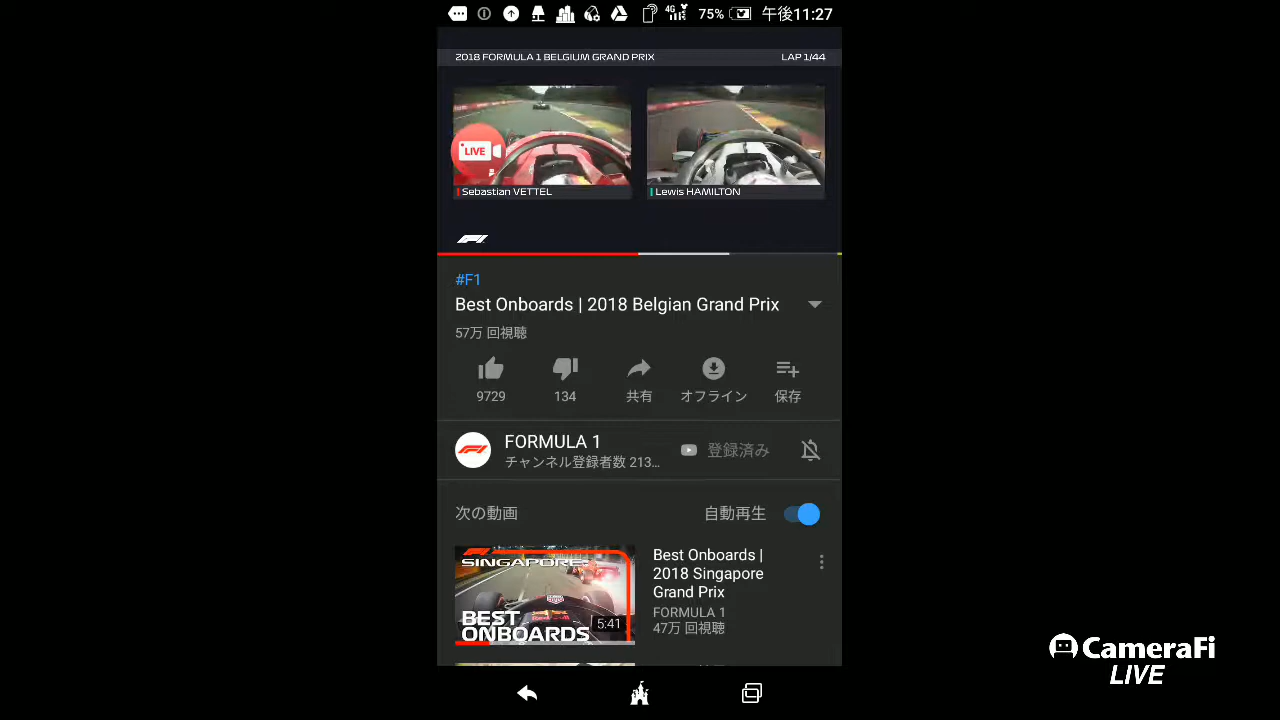 4G
75%
午後11:27
2018 FORMULA 1 BELGIUM GRAND PRIX
LAP 1/44
LIVE
Sebastian VETTEL
Lewis HAMILTON
#F1
Best Onboards | 2018 Belgian Grand Prix
57万 回視聴
9729
134
共有
オフライン
保存
FORMULA 1
チャンネル登録者数 213...
登録済み
次の動画
自動再生
SINGAPORE
BEST
ONBOARDS
5:41
Best Onboards |
2018 Singapore
Grand Prix
FORMULA 1
47万 回視聴
CameraFi
LIVE